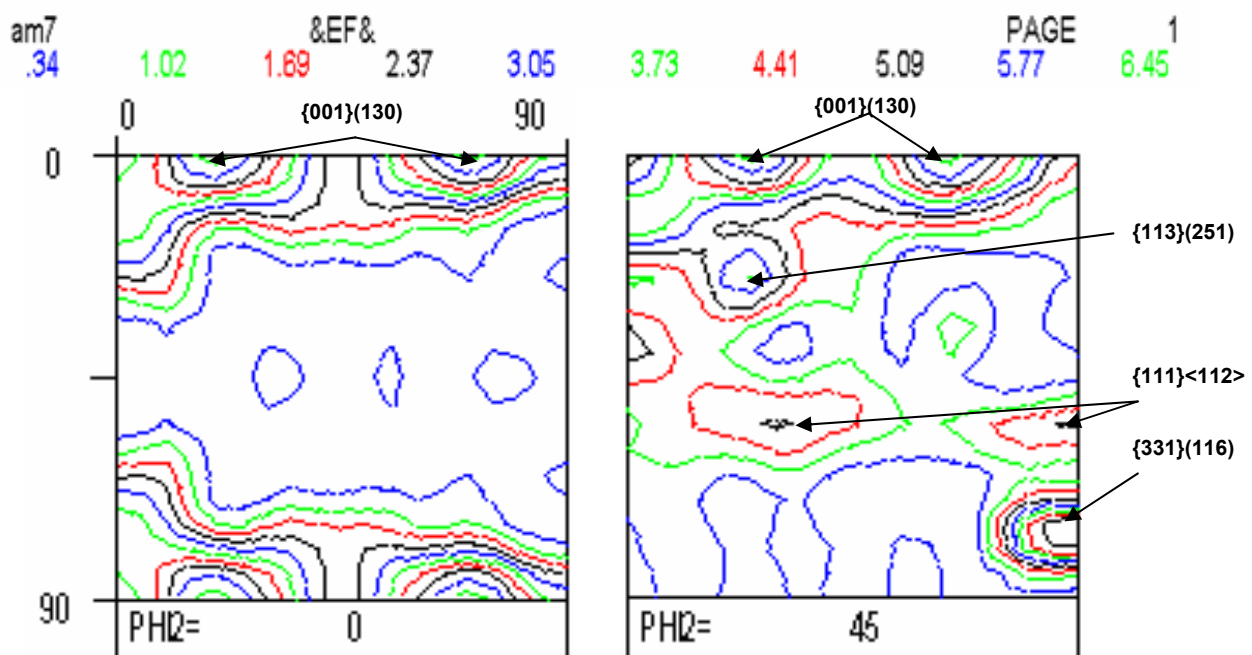 am7 &EF& PAGE 1
.34 1.02 1.69 2.37 3.05 3.73 4.41 5.09 5.77 6.45
0 {001}(130) 90 {001}(130)
0
{113}(251)
{111}<112>
{331}(116)
90
PHI2= 0 PHI2= 45